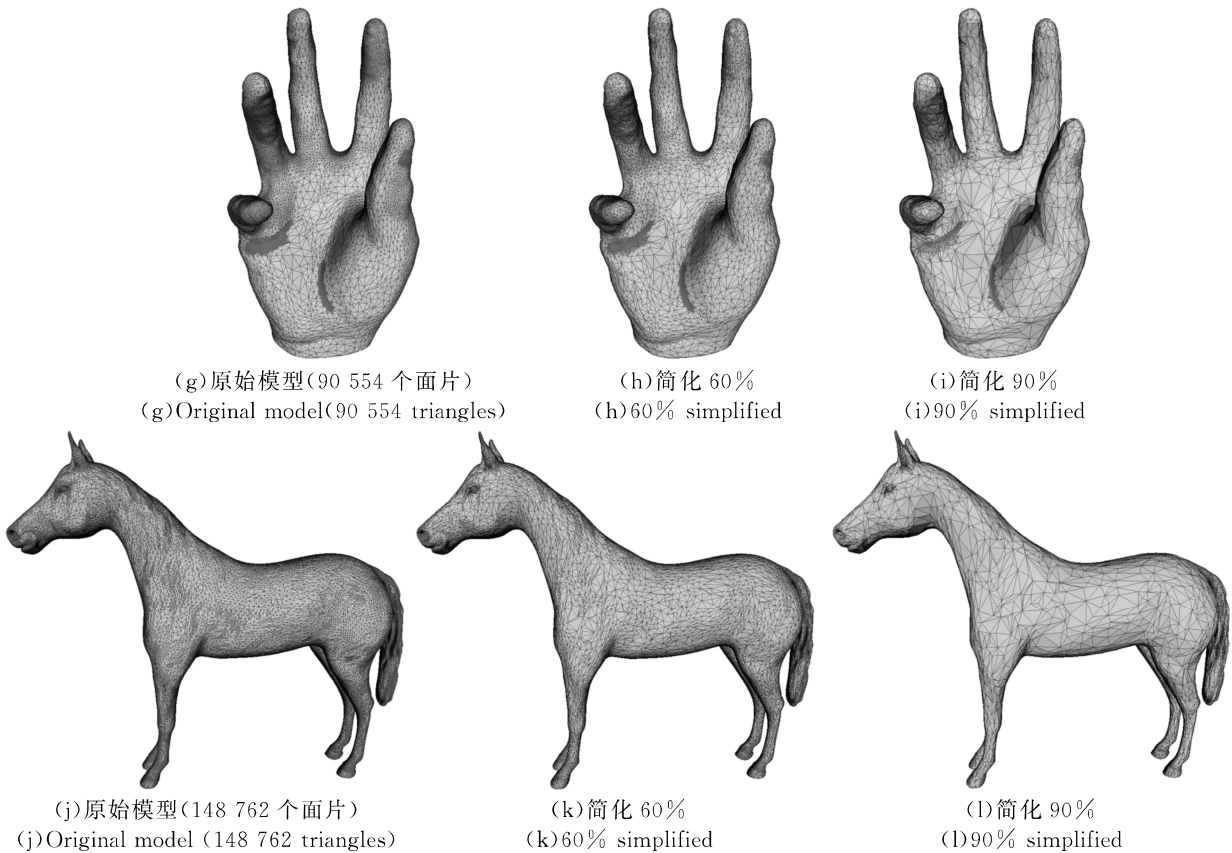 (g)原始模型(90 554 个面片)
(g)Original model(90 554 triangles)
(h)简化 60%
(h)60% simplified
(i)简化 90%
(i)90% simplified
(j)原始模型(148 762 个面片)
(j)Original model (148 762 triangles)
(k)简化 60%
(k)60% simplified
(l)简化 90%
(l)90% simplified